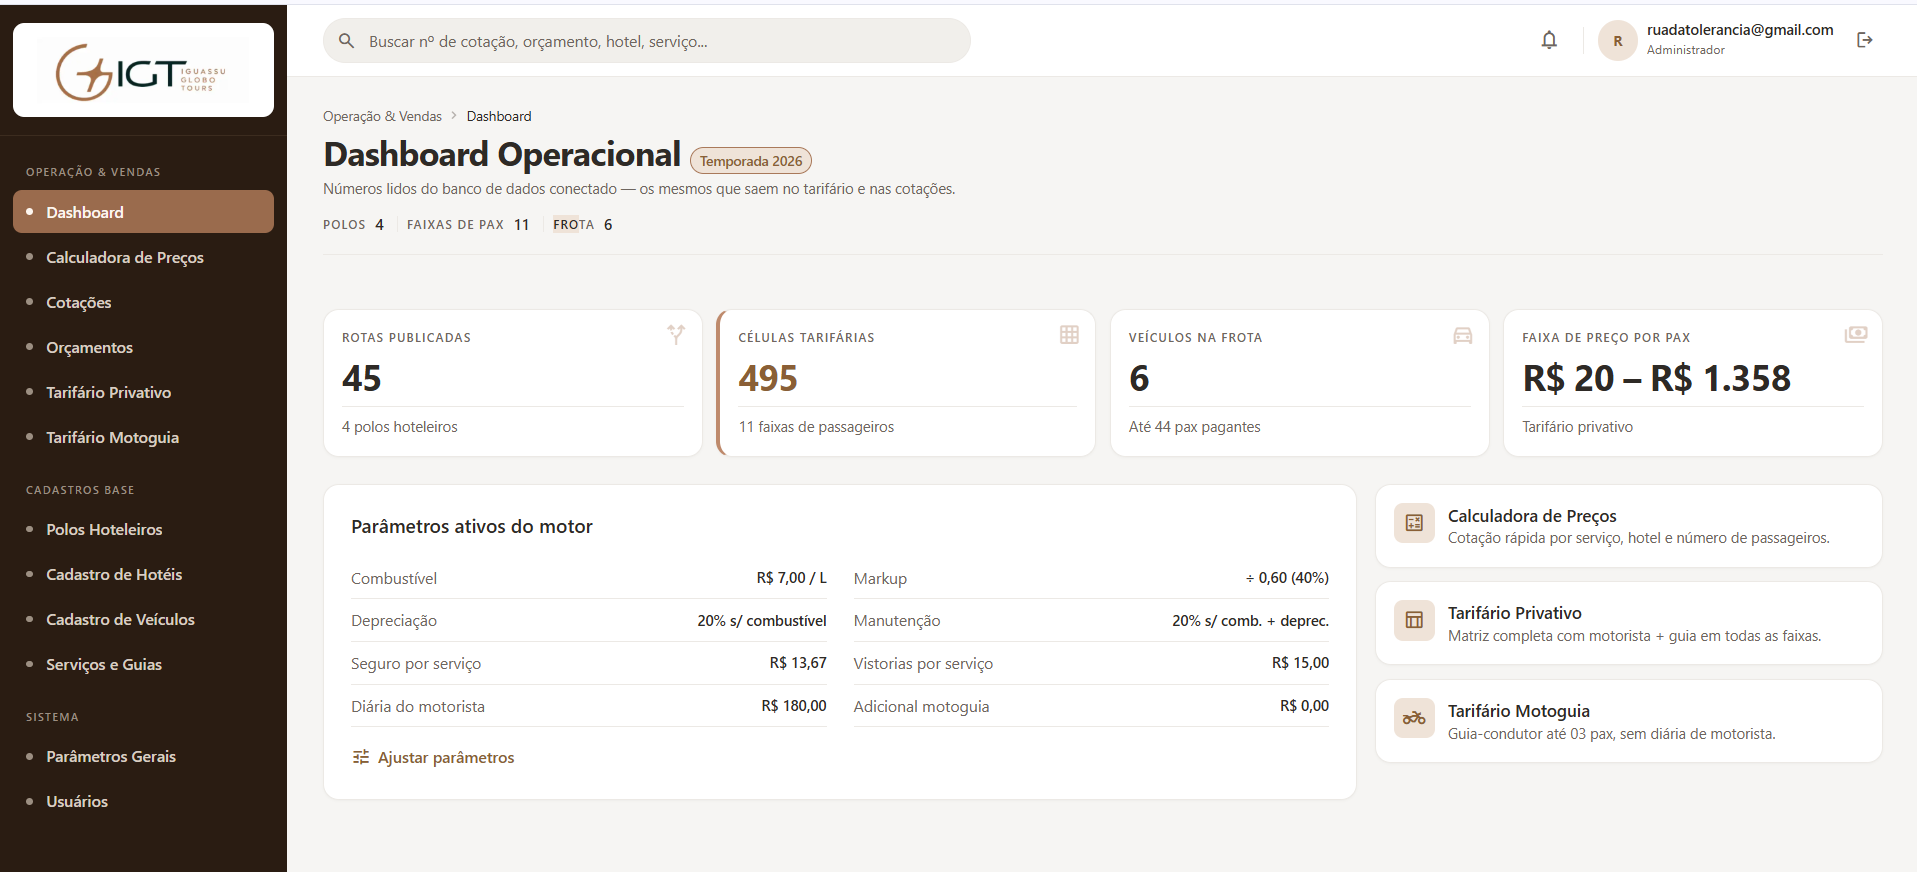 IGT IGUASSU GLOBO TOURS
OPERAÇÃO & VENDAS
Dashboard
Calculadora de Preços
Cotações
Orçamentos
Tarifário Privativo
Tarifário Motoguia
CADASTROS BASE
Polos Hoteleiros
Cadastro de Hotéis
Cadastro de Veículos
Serviços e Guias
SISTEMA
Parâmetros Gerais
Usuários
Buscar nº de cotação, orçamento, hotel, serviço...
R
ruadatolerancia@gmail.com
Administrador
Operação & Vendas > Dashboard
Dashboard Operacional Temporada 2026
Números lidos do banco de dados conectado — os mesmos que saem no tarifário e nas cotações.
POLOS 4 FAIXAS DE PAX 11 FROTA 6
ROTAS PUBLICADAS
45
4 polos hoteleiros
CÉLULAS TARIFÁRIAS
495
11 faixas de passageiros
VEÍCULOS NA FROTA
6
Até 44 pax pagantes
FAIXA DE PREÇO POR PAX
R$ 20 – R$ 1.358
Tarifário privativo
Parâmetros ativos do motor
Combustível R$ 7,00 / L Markup ÷ 0,60 (40%)
Depreciação 20% s/ combustível Manutenção 20% s/ comb. + deprec.
Seguro por serviço R$ 13,67 Vistorias por serviço R$ 15,00
Diária do motorista R$ 180,00 Adicional motoguia R$ 0,00
Ajustar parâmetros
Calculadora de Preços
Cotação rápida por serviço, hotel e número de passageiros.
Tarifário Privativo
Matriz completa com motorista + guia em todas as faixas.
Tarifário Motoguia
Guia-condutor até 03 pax, sem diária de motorista.